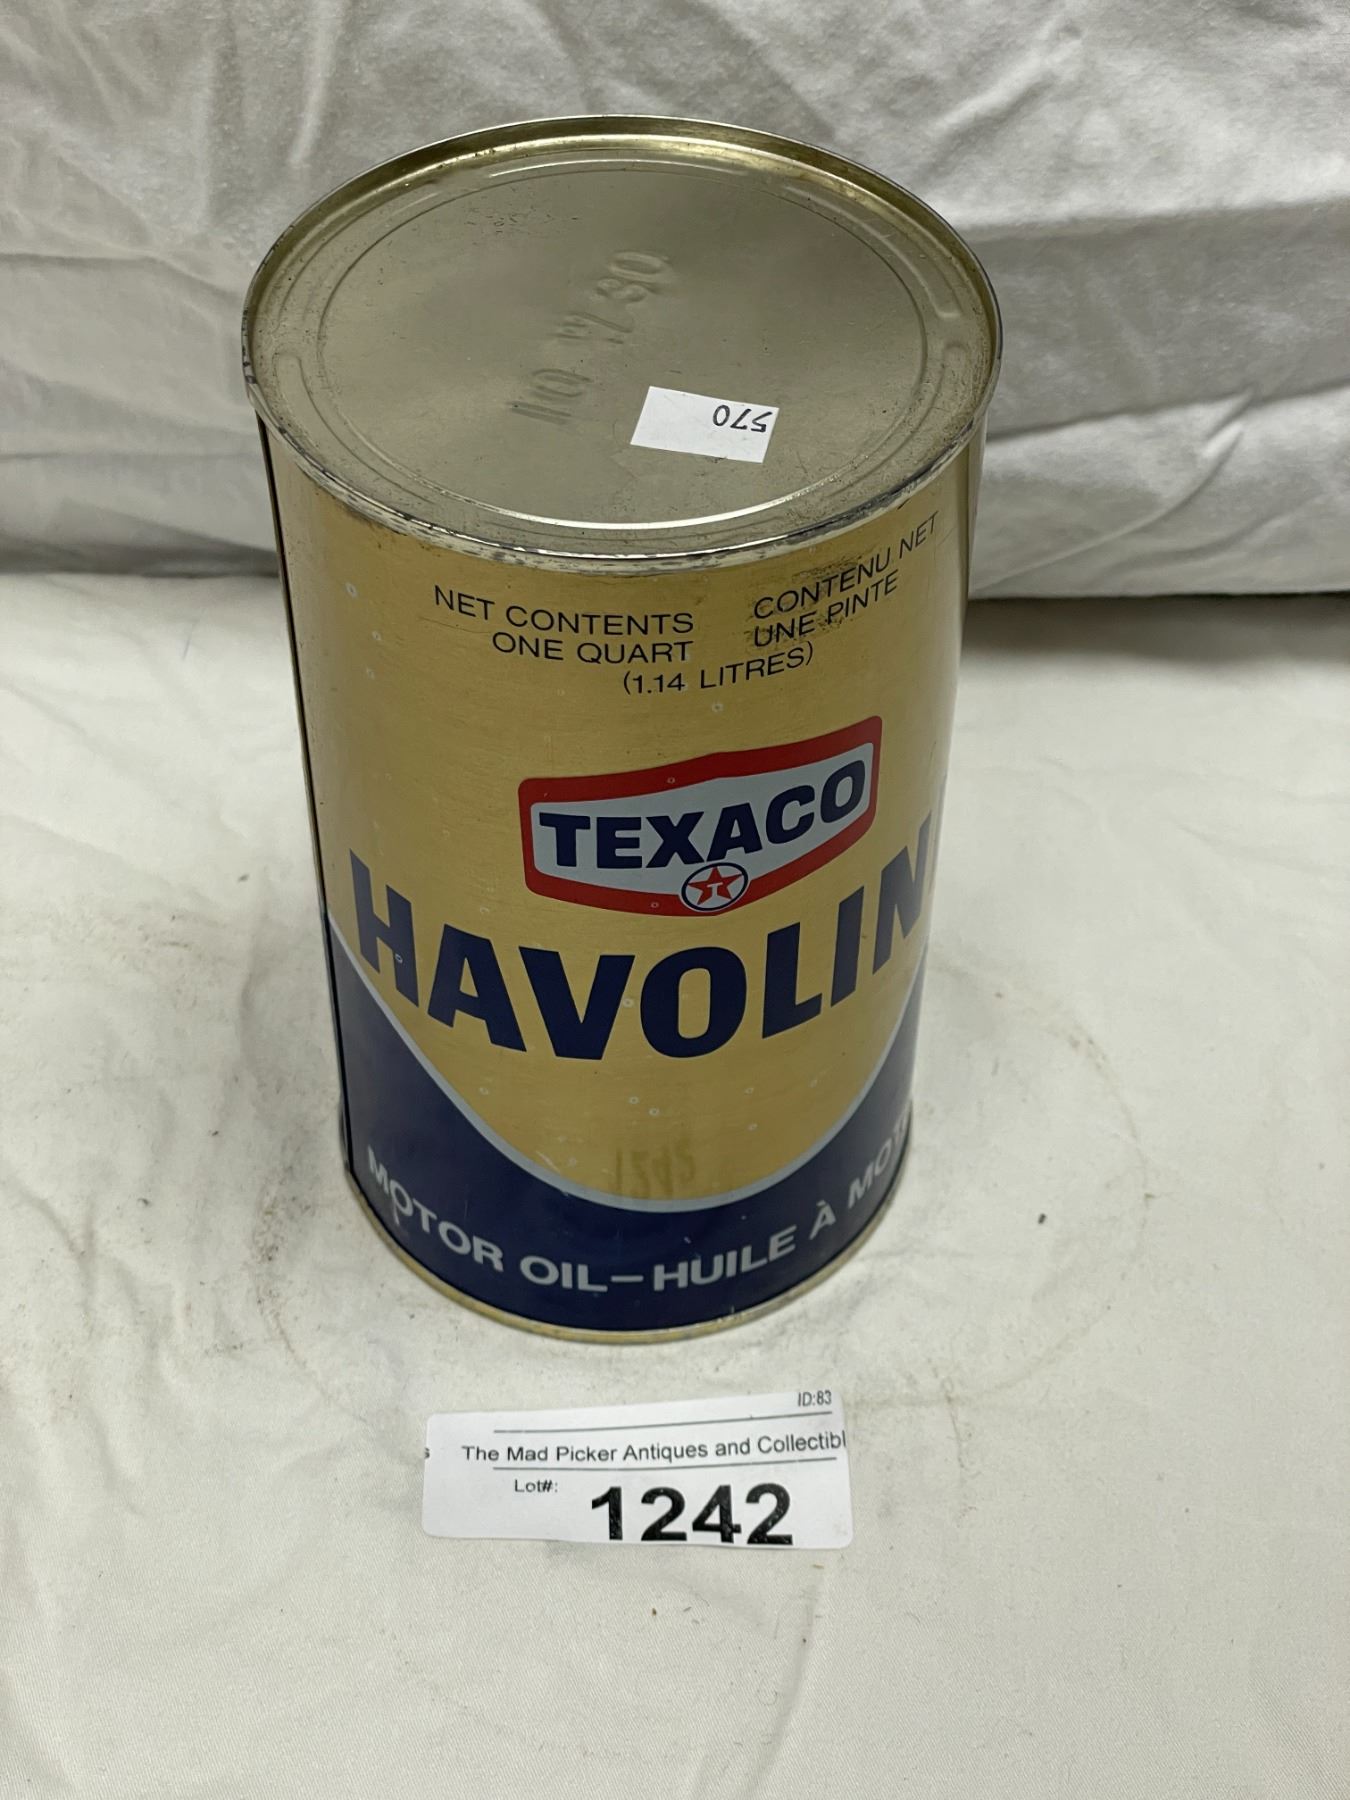 10 W 30
570
NET CONTENTS
ONE QUART
CONTENU NET
UNE PINTE
(1.14 LITRES)
TEXACO
T
HAVOLIN
MOTOR OIL–HUILE À MOT
ID:83
s The Mad Picker Antiques and Collectibl
Lot#: 1242